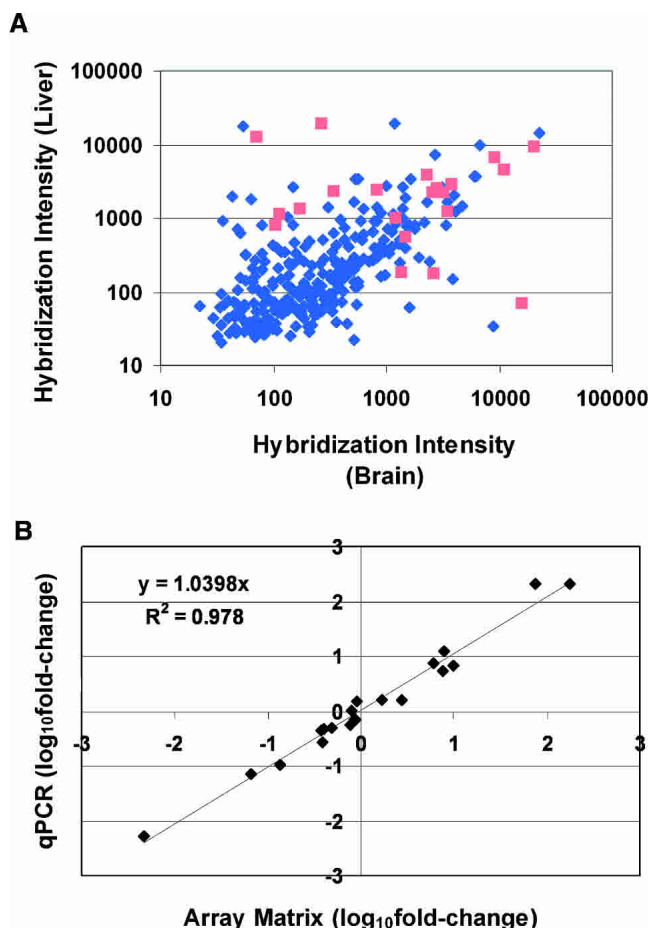 A
100000
10000
1000
100
10
10 100 1000 10000 100000
Hybridization Intensity (Liver)
Hybridization Intensity
(Brain)
B
3
2
1
0
-1
-2
-3
-3 -2 -1 0 1 2 3
y = 1.0398x
R² = 0.978
qPCR (log₁₀fold-change)
Array Matrix (log₁₀fold-change)